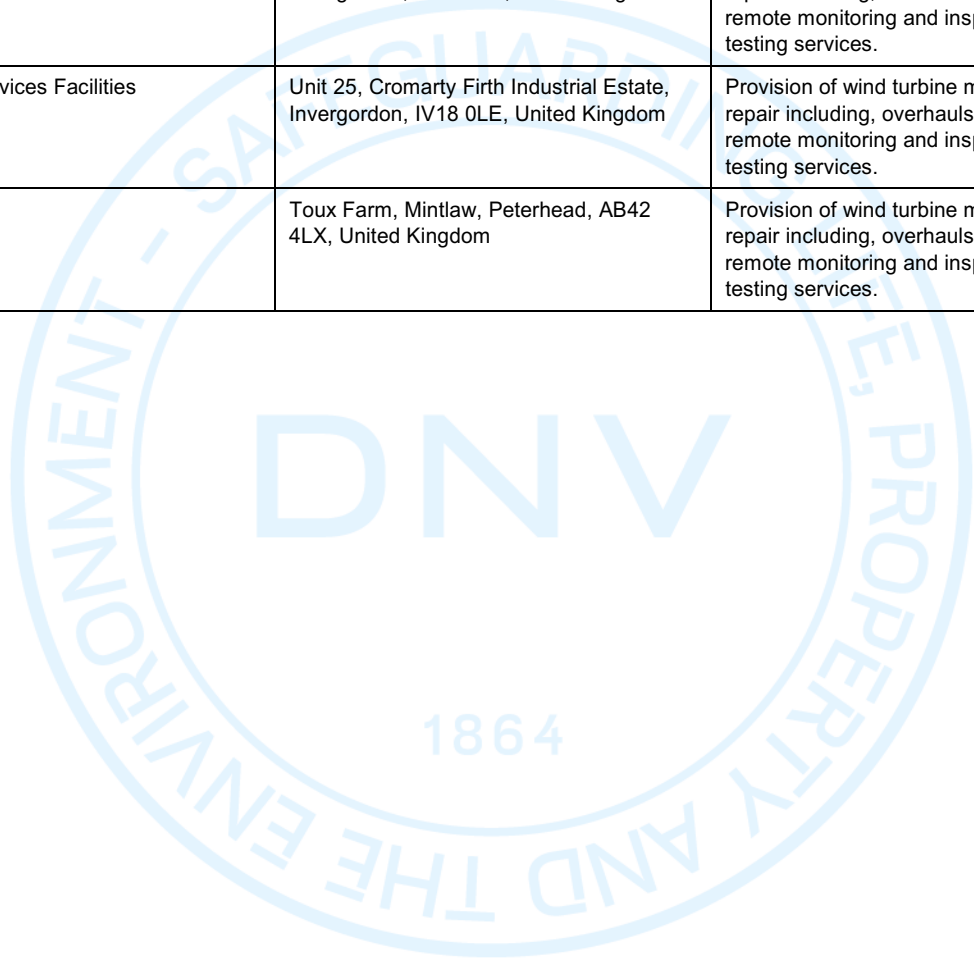 remote monitoring and
testing services.
vices Facilities
Unit 25, Cromarty Firth Industrial Estate,
Invergordon, IV18 0LE, United Kingdom
Provision of wind turbine
repair including, overhauls
remote monitoring and
testing services.
Toux Farm, Mintlaw, Peterhead, AB42
4LX, United Kingdom
Provision of wind turbine
repair including, overhauls
remote monitoring and
testing services.
SAFEGUARDING LIFE, PROPERTY AND THE ENVIRONMENT -
DNV
1864